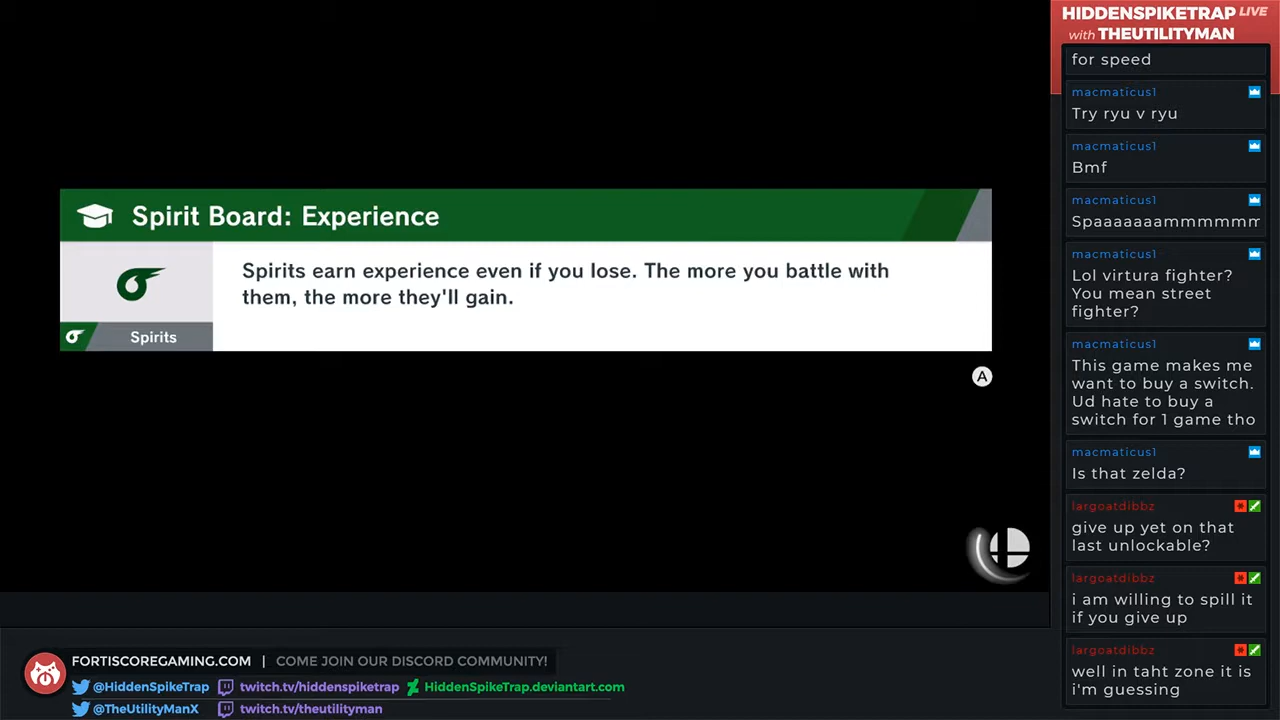 HIDDENSPIKETRAP LIVE
with THEUTILITYMAN
for speed
macmaticus1
Try ryu v ryu
macmaticus1
Bmf
macmaticus1
Spaaaaaammmmmm
macmaticus1
Lol virtura fighter?
You mean street
fighter?
macmaticus1
This game makes me
want to buy a switch.
Ud hate to buy a
switch for 1 game tho
macmaticus1
Is that zelda?
largoatdibbz
give up yet on that
last unlockable?
largoatdibbz
i am willing to spill it
if you give up
largoatdibbz
well in taht zone it is
i'm guessing
Spirit Board: Experience
Spirits earn experience even if you lose. The more you battle with
them, the more they'll gain.
Spirits
A
FORTISCOREGAMING.COM | COME JOIN OUR DISCORD COMMUNITY!
@HiddenSpikeTrap twitch.tv/hiddenspiketrap HiddenSpikeTrap.deviantart.com
@TheUtilityManX twitch.tv/theutilityman